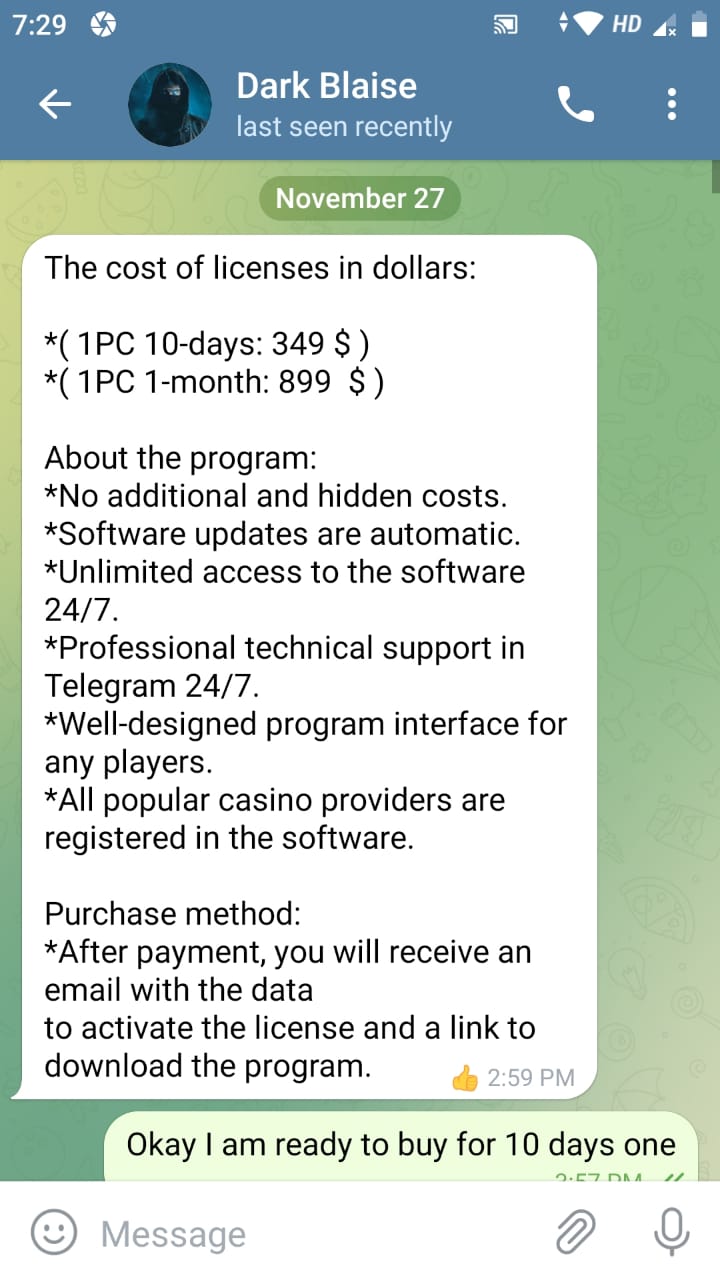 7:29 HD
Dark Blaise
last seen recently
November 27
The cost of licenses in dollars:
*( 1PC 10-days: 349 $ )
*( 1PC 1-month: 899  $ )
About the program:
*No additional and hidden costs.
*Software updates are automatic.
*Unlimited access to the software
24/7.
*Professional technical support in
Telegram 24/7.
*Well-designed program interface for
any players.
*All popular casino providers are
registered in the software.
Purchase method:
*After payment, you will receive an
email with the data
to activate the license and a link to
download the program.
👍 2:59 PM
Okay I am ready to buy for 10 days one
Message